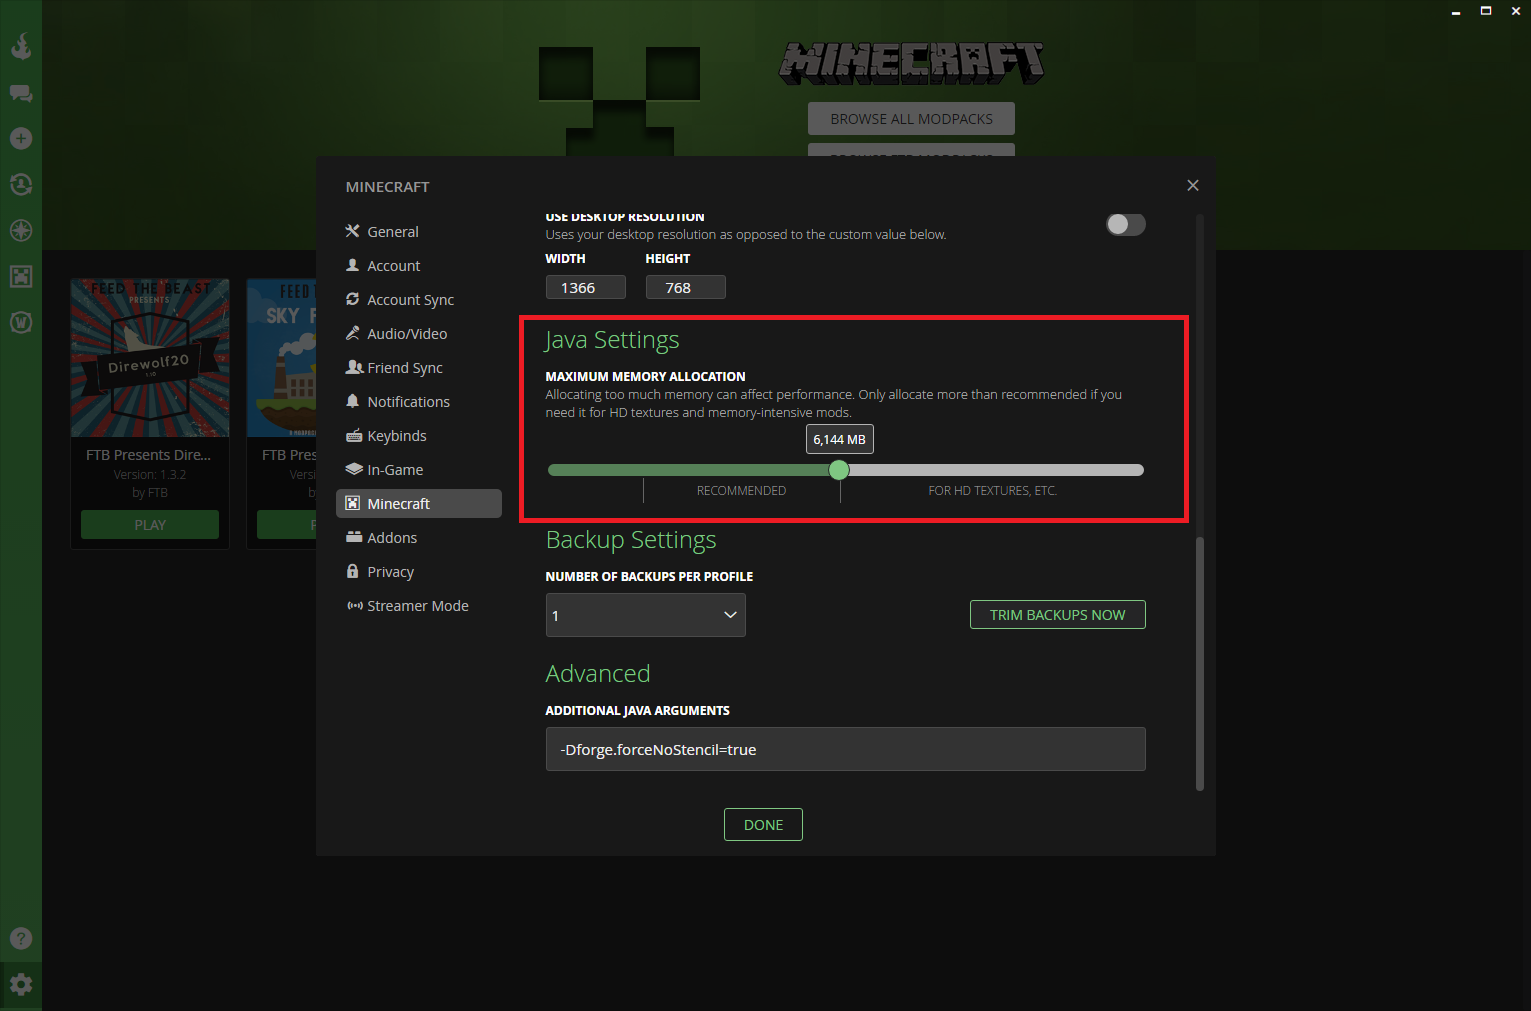 MINECRAFT
BROWSE ALL MODPACKS
MINECRAFT
General
Account
Account Sync
Audio/Video
Friend Sync
Notifications
Keybinds
In-Game
Minecraft
Addons
Privacy
Streamer Mode
USE DESKTOP RESOLUTION
Uses your desktop resolution as opposed to the custom value below.
WIDTH HEIGHT
1366 768
Java Settings
MAXIMUM MEMORY ALLOCATION
Allocating too much memory can affect performance. Only allocate more than recommended if you
need it for HD textures and memory-intensive mods.
6,144 MB
RECOMMENDED FOR HD TEXTURES, ETC.
Backup Settings
NUMBER OF BACKUPS PER PROFILE
1
TRIM BACKUPS NOW
Advanced
ADDITIONAL JAVA ARGUMENTS
-Dforge.forceNoStencil=true
DONE
FEED THE BEAST
PRESENTS
Direwolf20
1.10
FTB Presents Dire...
Version: 1.3.2
by FTB
PLAY
FEED
SKY
FTB Pres